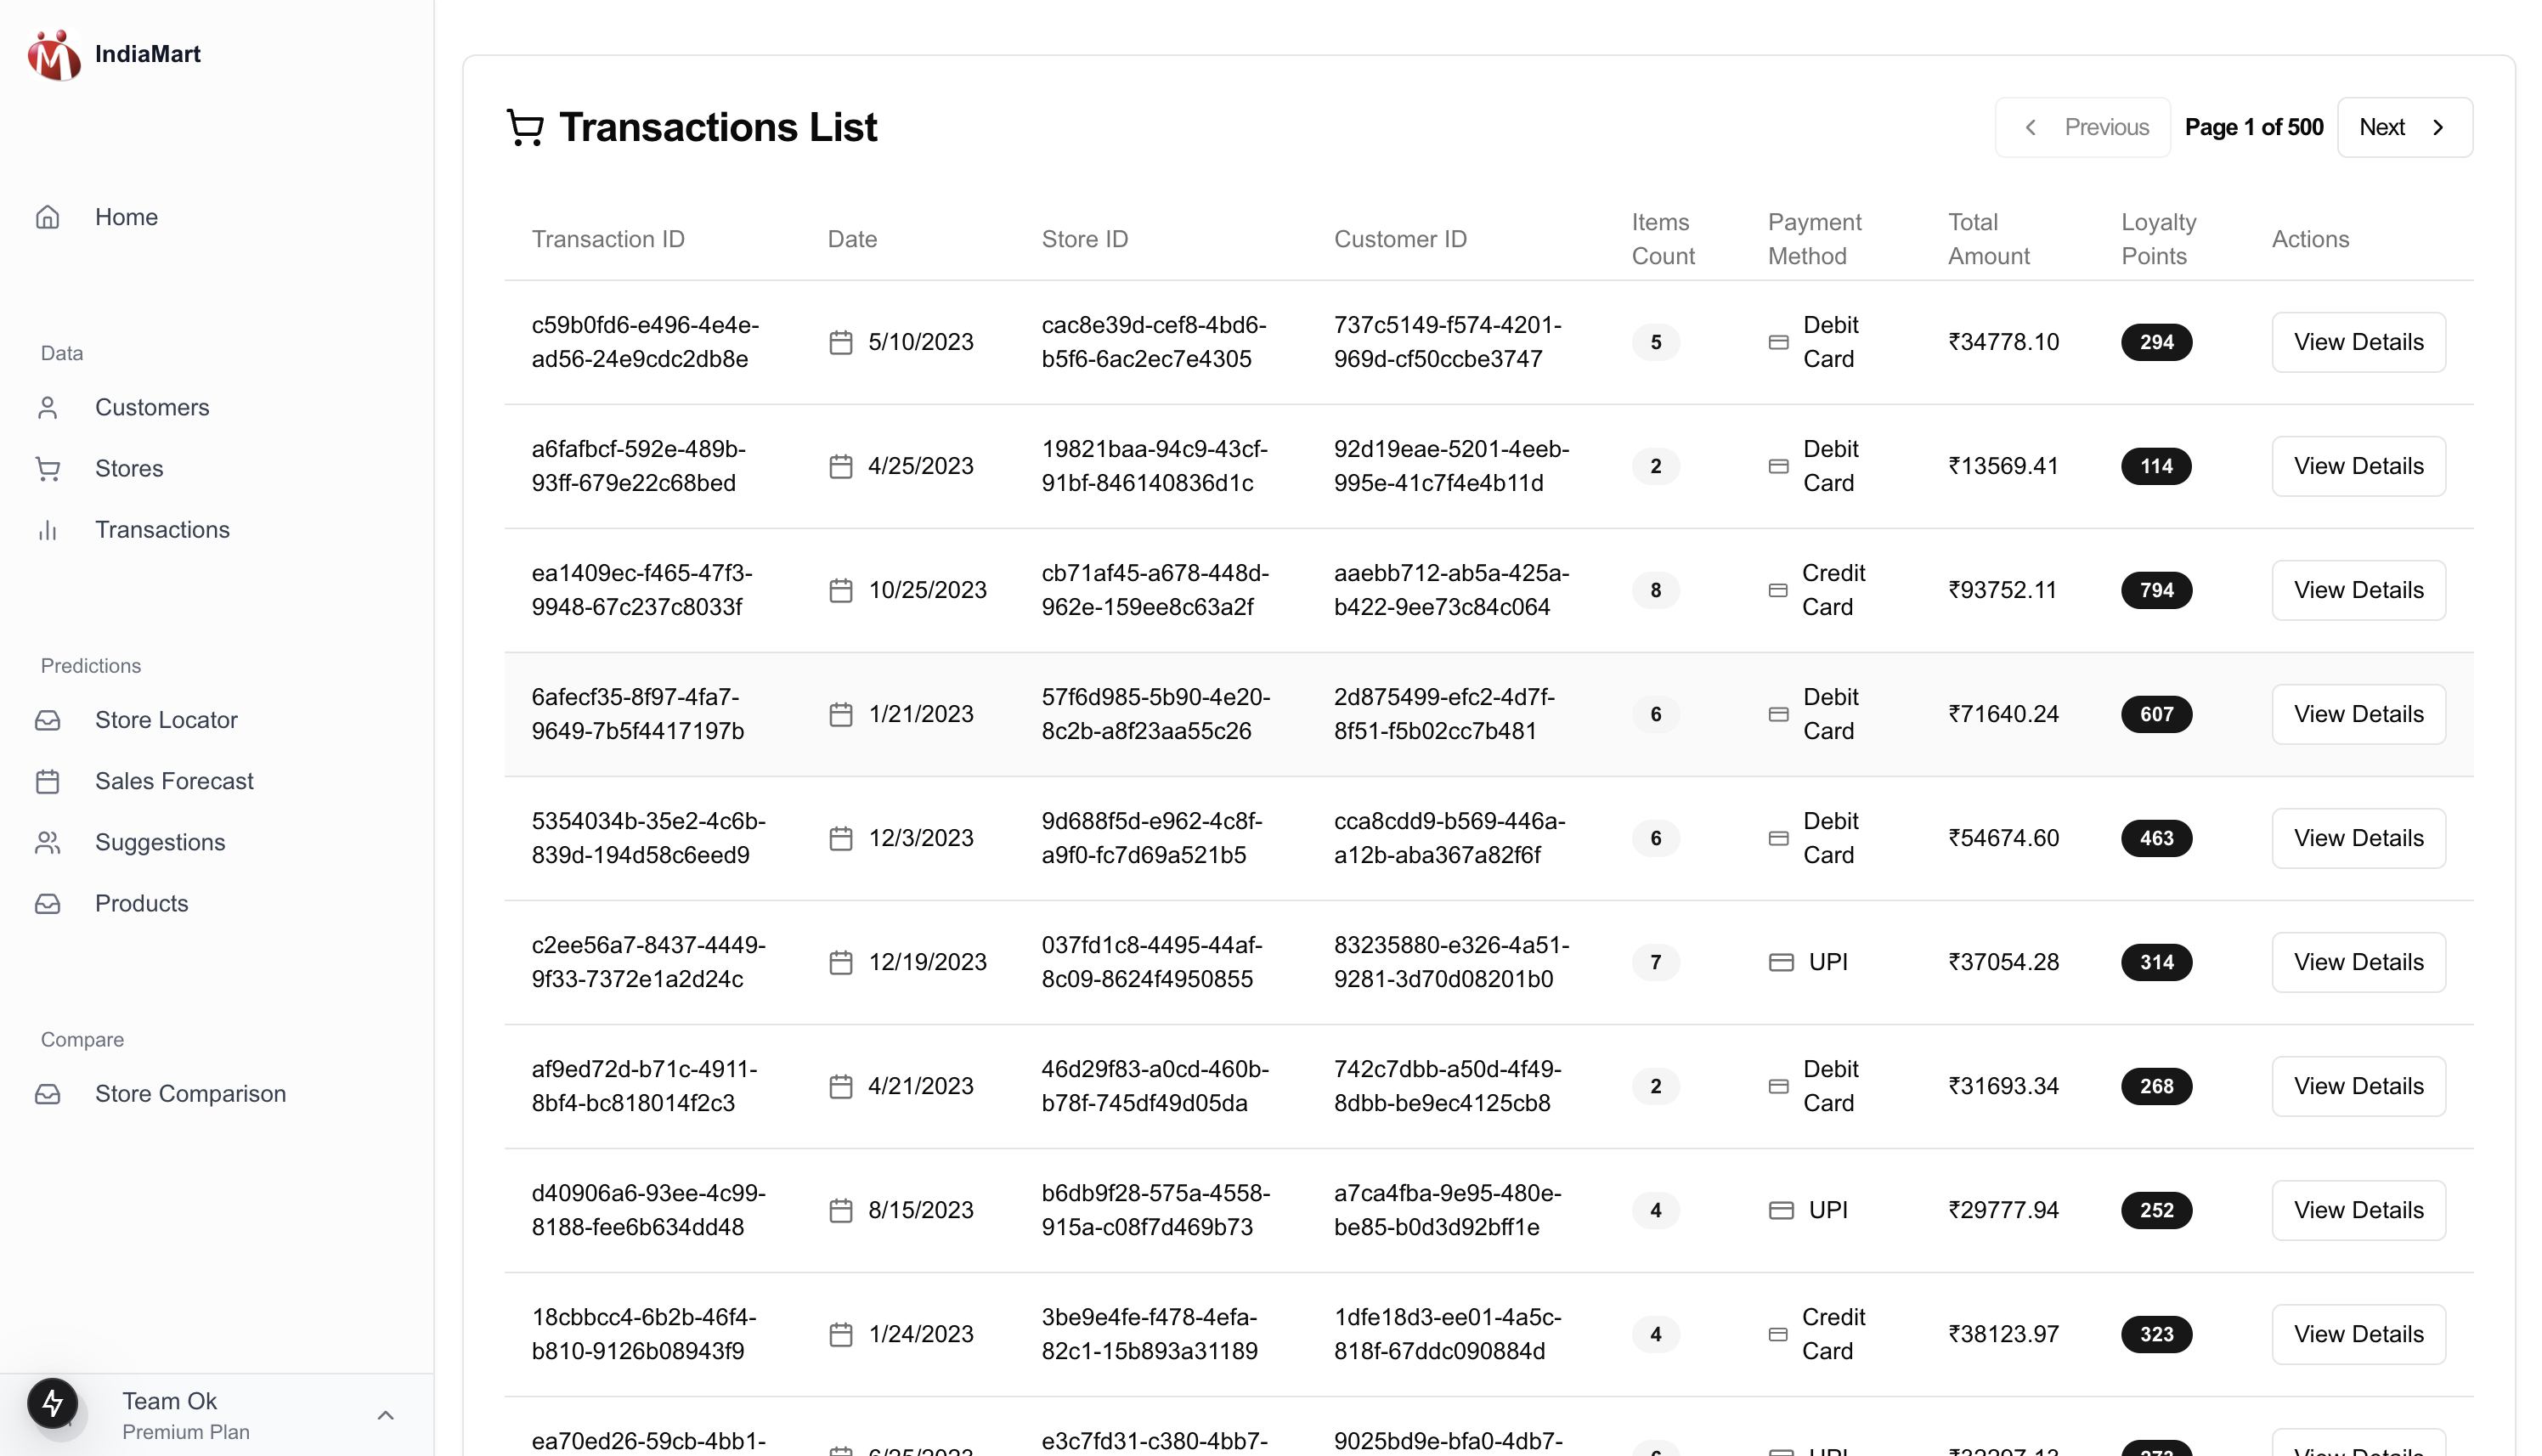 IndiaMart
Home
Data
Customers
Stores
Transactions
Predictions
Store Locator
Sales Forecast
Suggestions
Products
Compare
Store Comparison
Team Ok
Premium Plan
Transactions List
Previous Page 1 of 500 Next
Transaction ID Date Store ID Customer ID Items Count Payment Method Total Amount Loyalty Points Actions
c59b0fd6-e496-4e4e- cac8e39d-cef8-4bd6- 737c5149-f574-4201- Debit
5/10/2023 5 ₹34778.10 294 View Details
ad56-24e9cdc2db8e b5f6-6ac2ec7e4305 969d-cf50ccbe3747 Card
a6fafbcf-592e-489b- 19821baa-94c9-43cf- 92d19eae-5201-4eeb- Debit
4/25/2023 2 ₹13569.41 114 View Details
93ff-679e22c68bed 91bf-846140836d1c 995e-41c7f4e4b11d Card
ea1409ec-f465-47f3- cb71af45-a678-448d- aaebb712-ab5a-425a- Credit
10/25/2023 8 ₹93752.11 794 View Details
9948-67c237c8033f 962e-159ee8c63a2f b422-9ee73c84c064 Card
6afecf35-8f97-4fa7- 57f6d985-5b90-4e20- 2d875499-efc2-4d7f- Debit
1/21/2023 6 ₹71640.24 607 View Details
9649-7b5f4417197b 8c2b-a8f23aa55c26 8f51-f5b02cc7b481 Card
5354034b-35e2-4c6b- 9d688f5d-e962-4c8f- cca8cdd9-b569-446a- Debit
12/3/2023 6 ₹54674.60 463 View Details
839d-194d58c6eed9 a9f0-fc7d69a521b5 a12b-aba367a82f6f Card
c2ee56a7-8437-4449- 037fd1c8-4495-44af- 83235880-e326-4a51-
12/19/2023 7 UPI ₹37054.28 314 View Details
9f33-7372e1a2d24c 8c09-8624f4950855 9281-3d70d08201b0
af9ed72d-b71c-4911- 46d29f83-a0cd-460b- 742c7dbb-a50d-4f49- Debit
4/21/2023 2 ₹31693.34 268 View Details
8bf4-bc818014f2c3 b78f-745df49d05da 8dbb-be9ec4125cb8 Card
d40906a6-93ee-4c99- b6db9f28-575a-4558- a7ca4fba-9e95-480e-
8/15/2023 4 UPI ₹29777.94 252 View Details
8188-fee6b634dd48 915a-c08f7d469b73 be85-b0d3d92bff1e
18cbbcc4-6b2b-46f4- 3be9e4fe-f478-4efa- 1dfe18d3-ee01-4a5c- Credit
1/24/2023 4 ₹38123.97 323 View Details
b810-9126b08943f9 82c1-15b893a31189 818f-67ddc090884d Card
ea70ed26-59cb-4bb1- e3c7fd31-c380-4bb7- 9025bd9e-bfa0-4db7-
UPI View Details